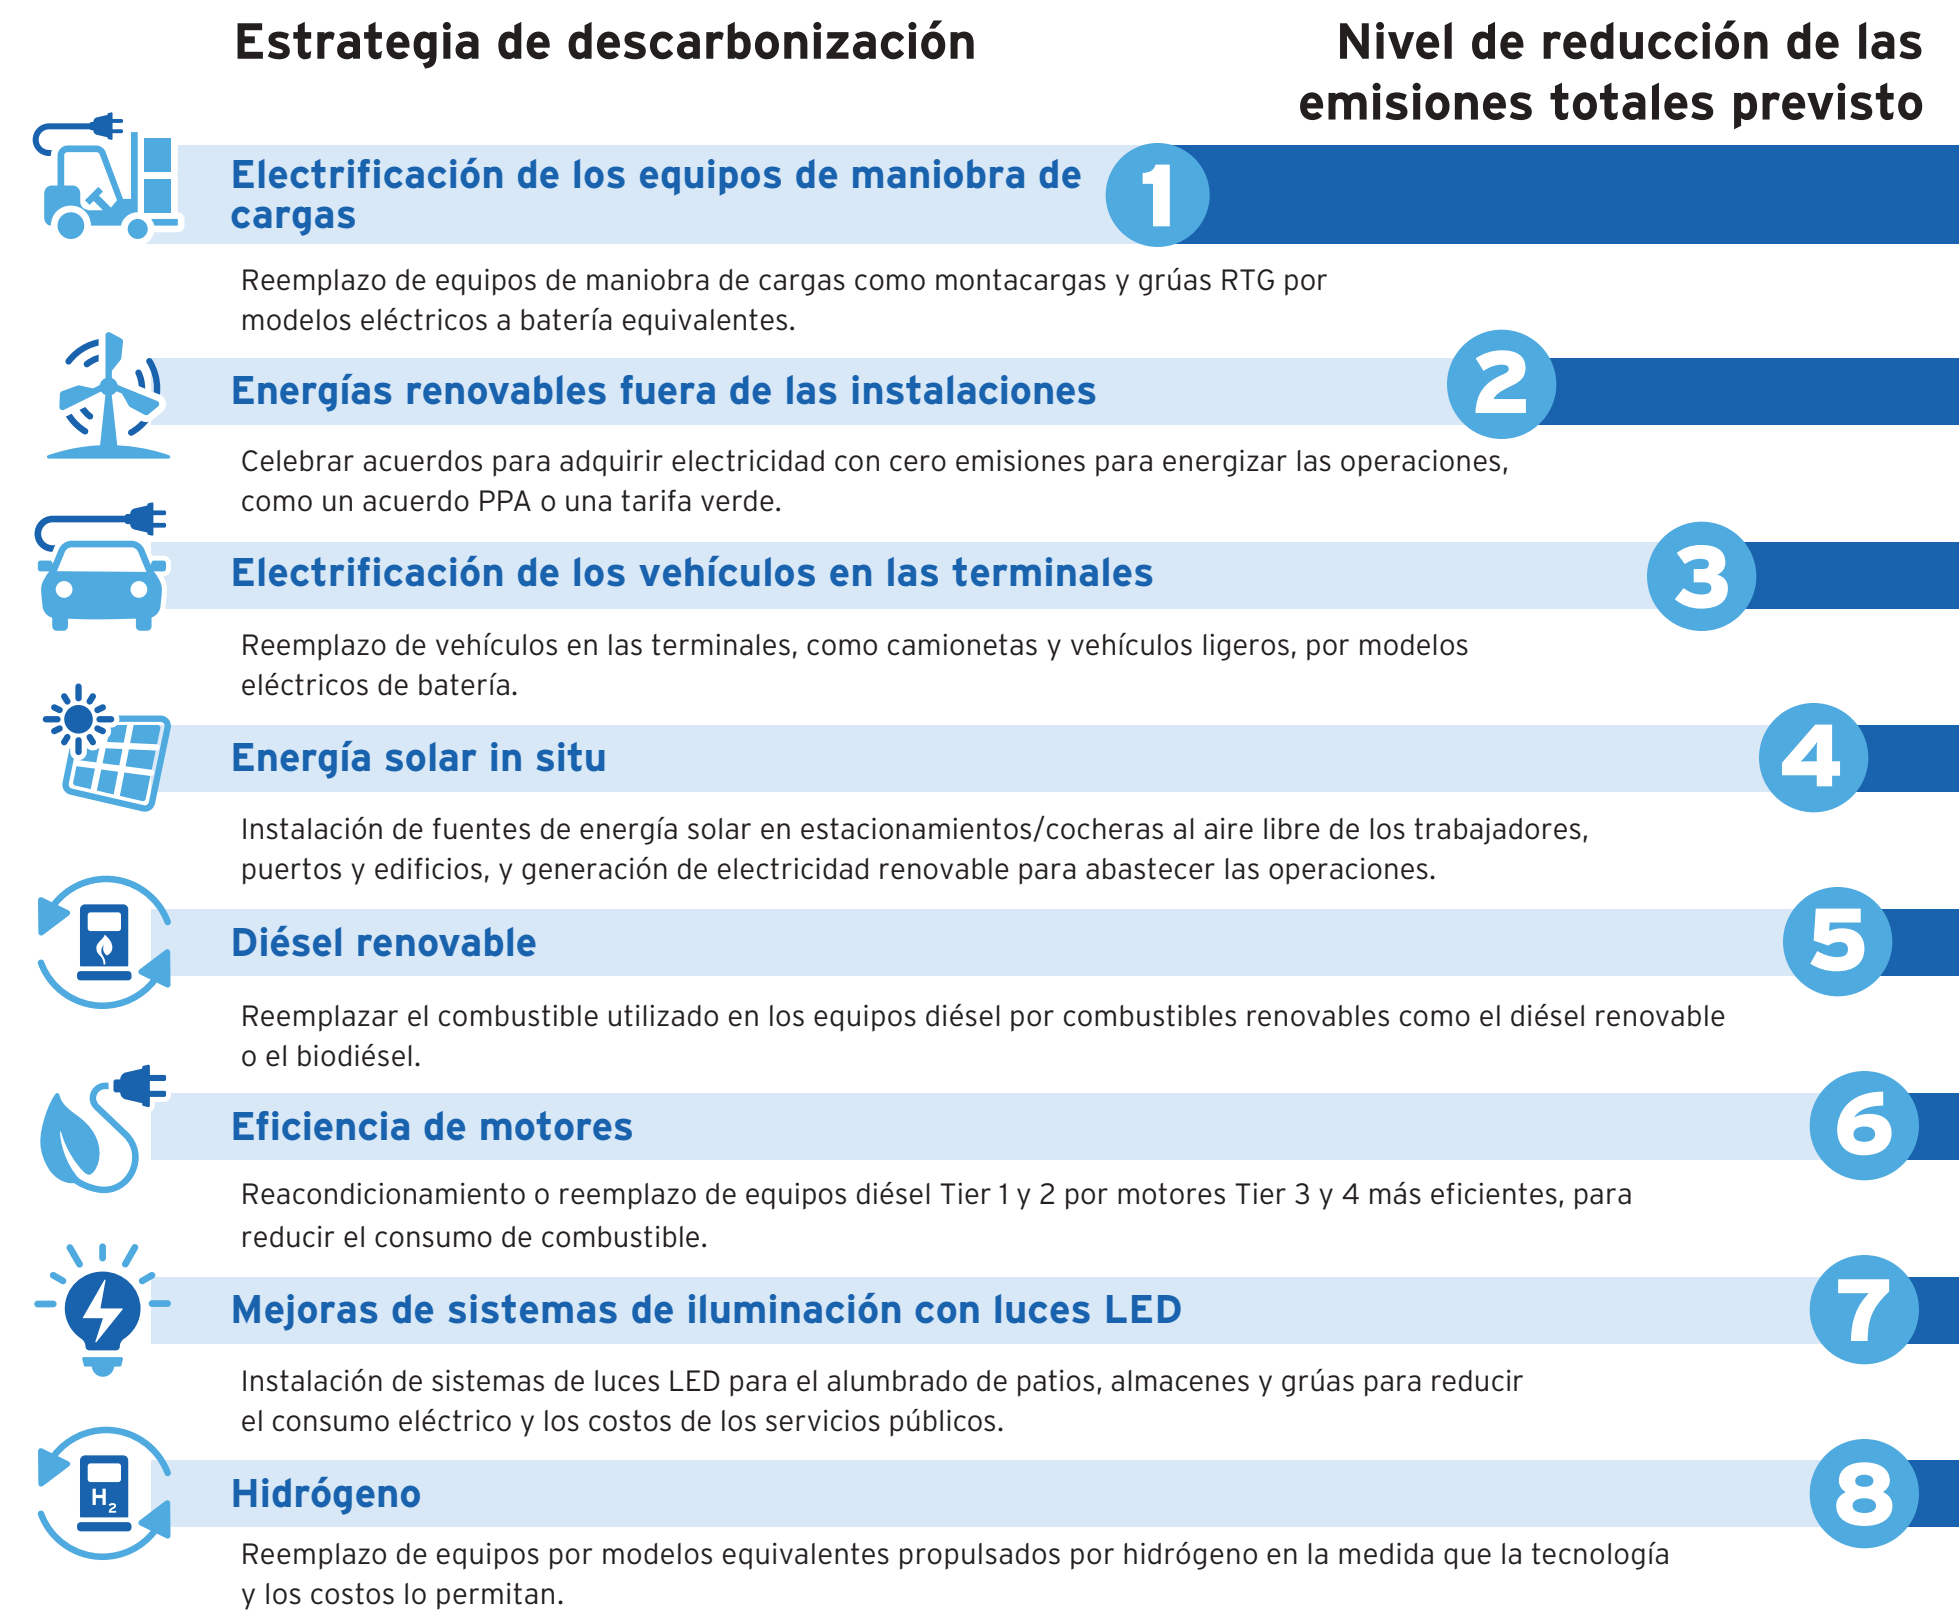 Estrategia de descarbonización
Nivel de reducción de las
emisiones totales previsto
Electrificación de los equipos de maniobra de
cargas
1
Reemplazo de equipos de maniobra de cargas como montacargas y grúas RTG por
modelos eléctricos a batería equivalentes.
Energías renovables fuera de las instalaciones
2
Celebrar acuerdos para adquirir electricidad con cero emisiones para energizar las operaciones,
como un acuerdo PPA o una tarifa verde.
Electrificación de los vehículos en las terminales
3
Reemplazo de vehículos en las terminales, como camionetas y vehículos ligeros, por modelos
eléctricos de batería.
Energía solar in situ
4
Instalación de fuentes de energía solar en estacionamientos/cocheras al aire libre de los trabajadores,
puertos y edificios, y generación de electricidad renovable para abastecer las operaciones.
Diésel renovable
5
Reemplazar el combustible utilizado en los equipos diésel por combustibles renovables como el diésel renovable
o el biodiésel.
Eficiencia de motores
6
Reacondicionamiento o reemplazo de equipos diésel Tier 1 y 2 por motores Tier 3 y 4 más eficientes, para
reducir el consumo de combustible.
Mejoras de sistemas de iluminación con luces LED
7
Instalación de sistemas de luces LED para el alumbrado de patios, almacenes y grúas para reducir
el consumo eléctrico y los costos de los servicios públicos.
H₂
Hidrógeno
8
Reemplazo de equipos por modelos equivalentes propulsados por hidrógeno en la medida que la tecnología
y los costos lo permitan.